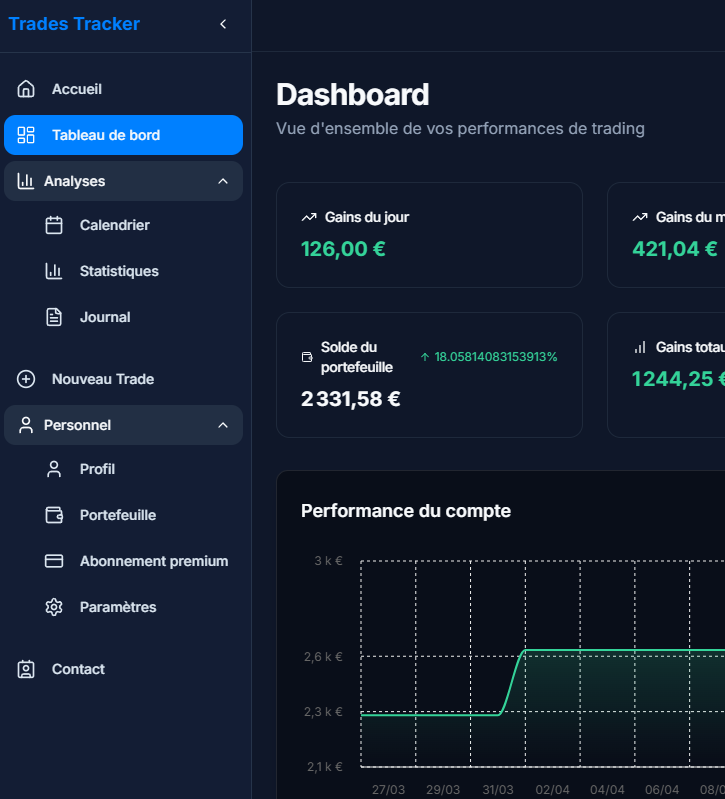 Trades Tracker
Accueil
Tableau de bord
Analyses
Calendrier
Statistiques
Journal
Nouveau Trade
Personnel
Profil
Portefeuille
Abonnement premium
Paramètres
Contact
Dashboard
Vue d'ensemble de vos performances de trading
Gains du jour
126,00 €
Gains du m
421,04 €
Solde du
portefeuille
↑ 18.05814083153913%
2 331,58 €
Gains totau
1 244,25 €
Performance du compte
3 k €
2,6 k €
2,3 k €
2,1 k €
27/03 29/03 31/03 02/04 04/04 06/04 08/0